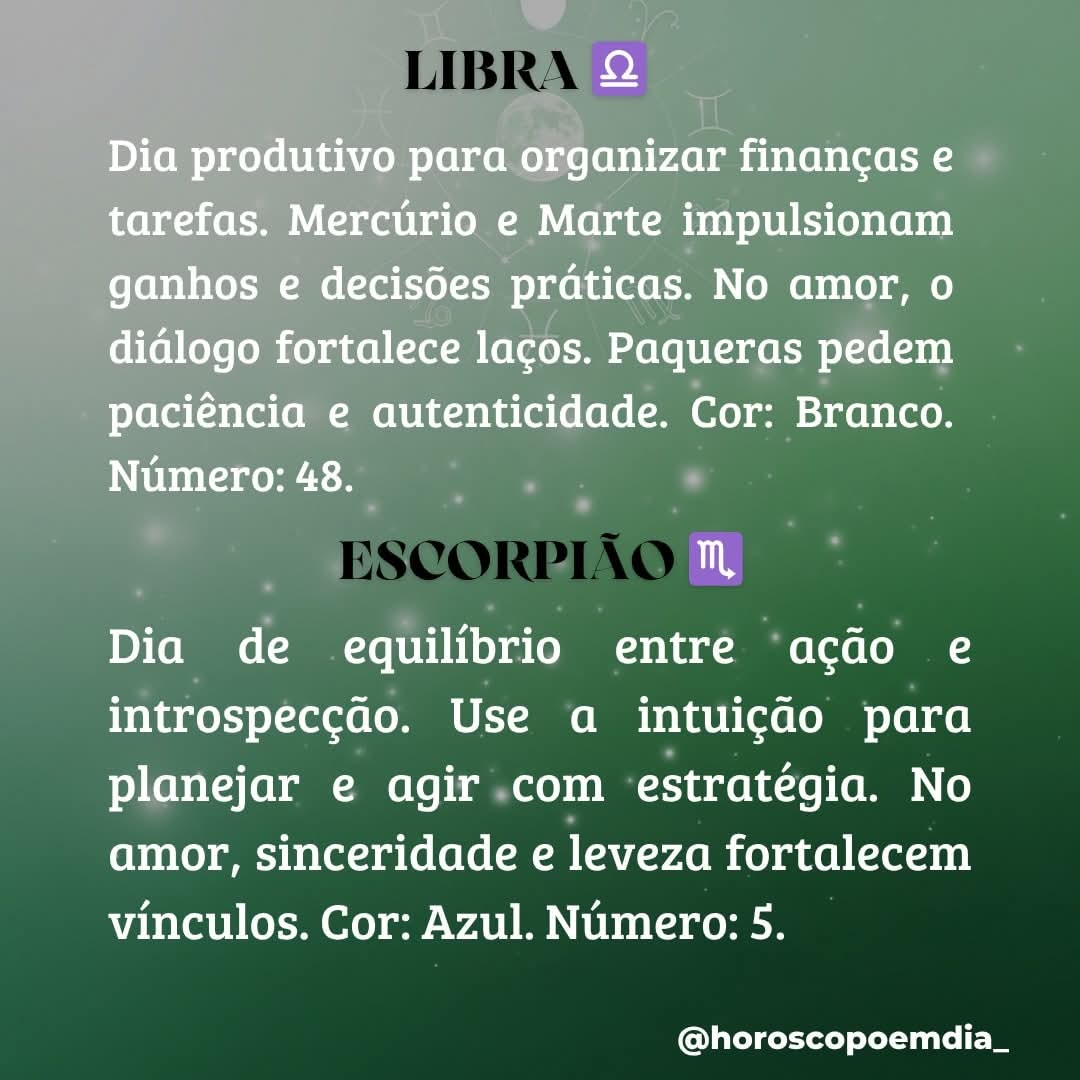 LIBRA ♎
Dia produtivo para organizar finanças e
tarefas. Mercúrio e Marte impulsionam
ganhos e decisões práticas. No amor, o
diálogo fortalece laços. Paqueras pedem
paciência e autenticidade. Cor: Branco.
Número: 48.
ESCORPIÃO ♏
Dia de equilíbrio entre ação e
introspecção. Use a intuição para
planejar e agir com estratégia. No
amor, sinceridade e leveza fortalecem
vínculos. Cor: Azul. Número: 5.
@horoscopoemdia_